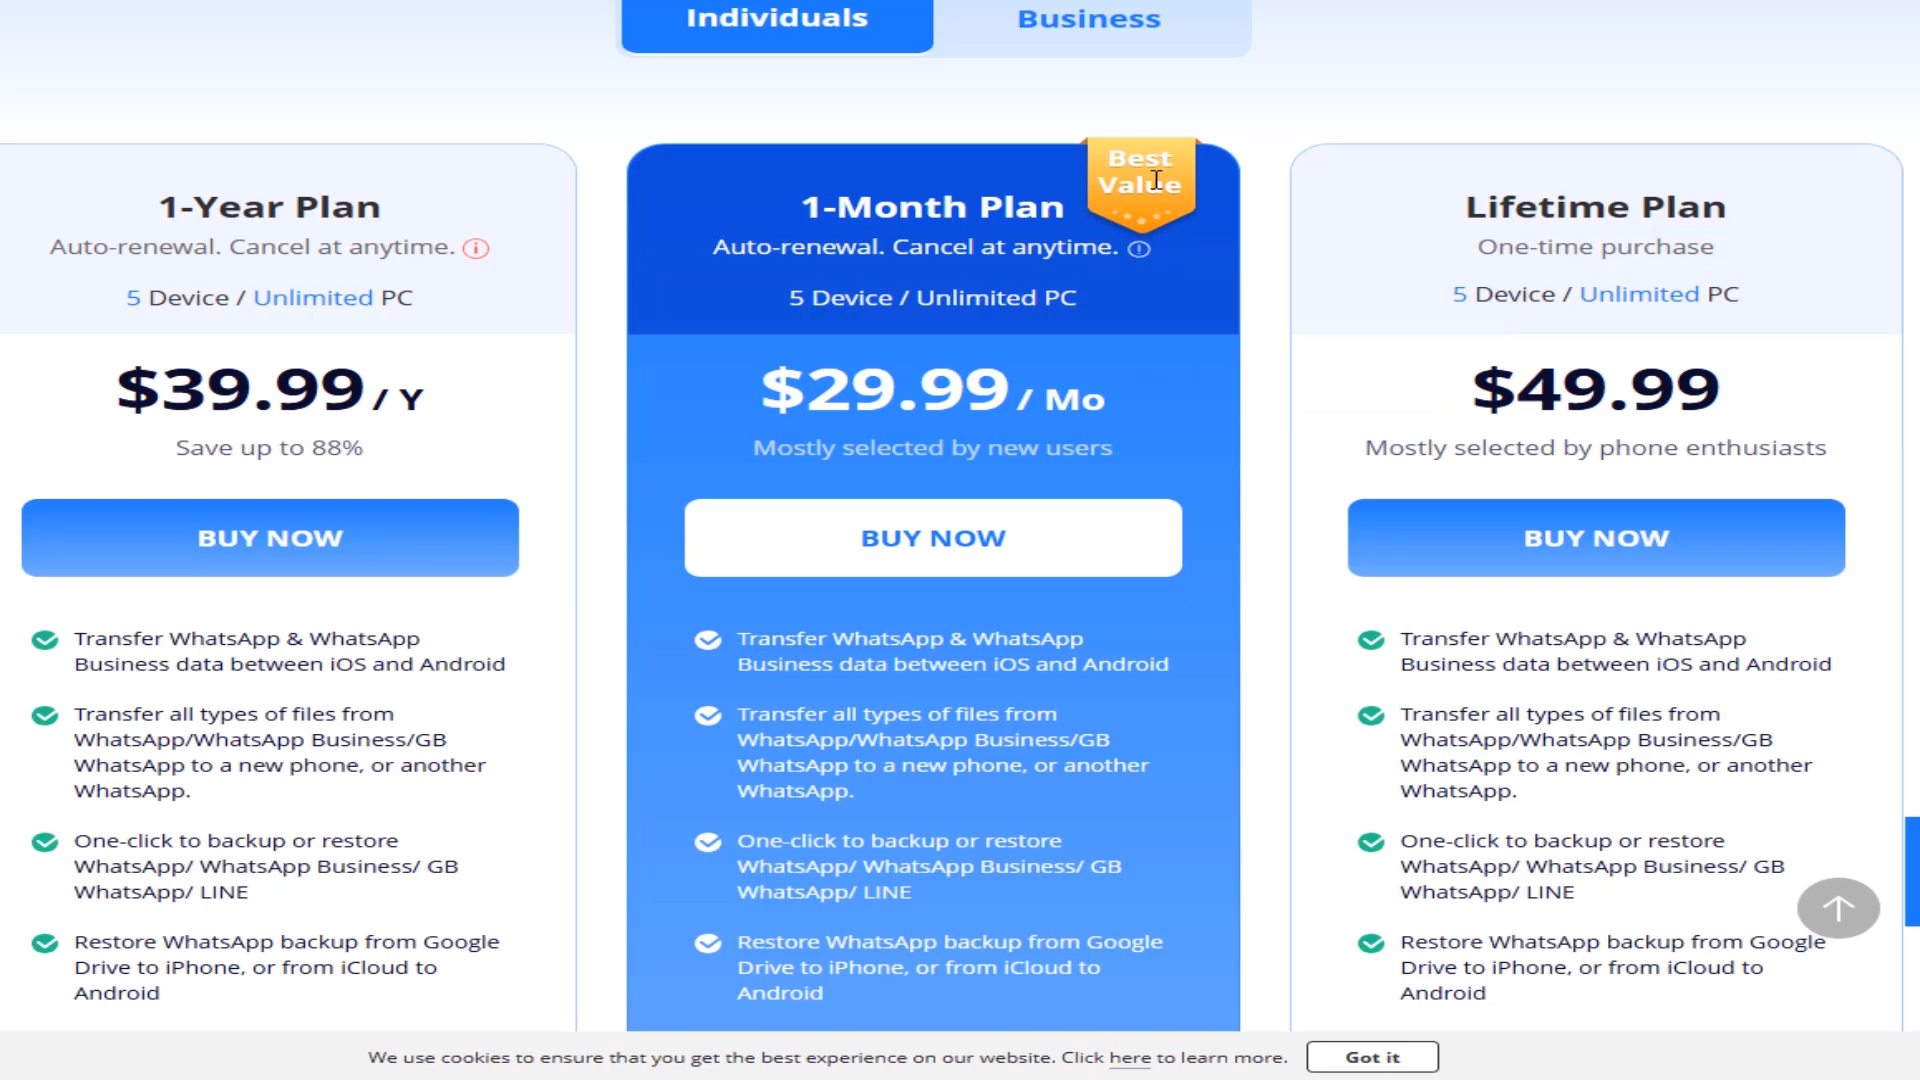 Individuals
Business
1-Year Plan
Auto-renewal. Cancel at anytime.
5 Device / Unlimited PC
$39.99 / Y
Save up to 88%
BUY NOW
Transfer WhatsApp & WhatsApp
Business data between iOS and Android
Transfer all types of files from
WhatsApp/WhatsApp Business/GB
WhatsApp to a new phone, or another
WhatsApp.
One-click to backup or restore
WhatsApp/ WhatsApp Business/ GB
WhatsApp/ LINE
Restore WhatsApp backup from Google
Drive to iPhone, or from iCloud to
Android
Best
Value
1-Month Plan
Auto-renewal. Cancel at anytime.
5 Device / Unlimited PC
$29.99 / Mo
Mostly selected by new users
BUY NOW
Transfer WhatsApp & WhatsApp
Business data between iOS and Android
Transfer all types of files from
WhatsApp/WhatsApp Business/GB
WhatsApp to a new phone, or another
WhatsApp.
One-click to backup or restore
WhatsApp/ WhatsApp Business/ GB
WhatsApp/ LINE
Restore WhatsApp backup from Google
Drive to iPhone, or from iCloud to
Android
Lifetime Plan
One-time purchase
5 Device / Unlimited PC
$49.99
Mostly selected by phone enthusiasts
BUY NOW
Transfer WhatsApp & WhatsApp
Business data between iOS and Android
Transfer all types of files from
WhatsApp/WhatsApp Business/GB
WhatsApp to a new phone, or another
WhatsApp.
One-click to backup or restore
WhatsApp/ WhatsApp Business/ GB
WhatsApp/ LINE
Restore WhatsApp backup from Google
Drive to iPhone, or from iCloud to
Android
We use cookies to ensure that you get the best experience on our website. Click here to learn more.
Got it